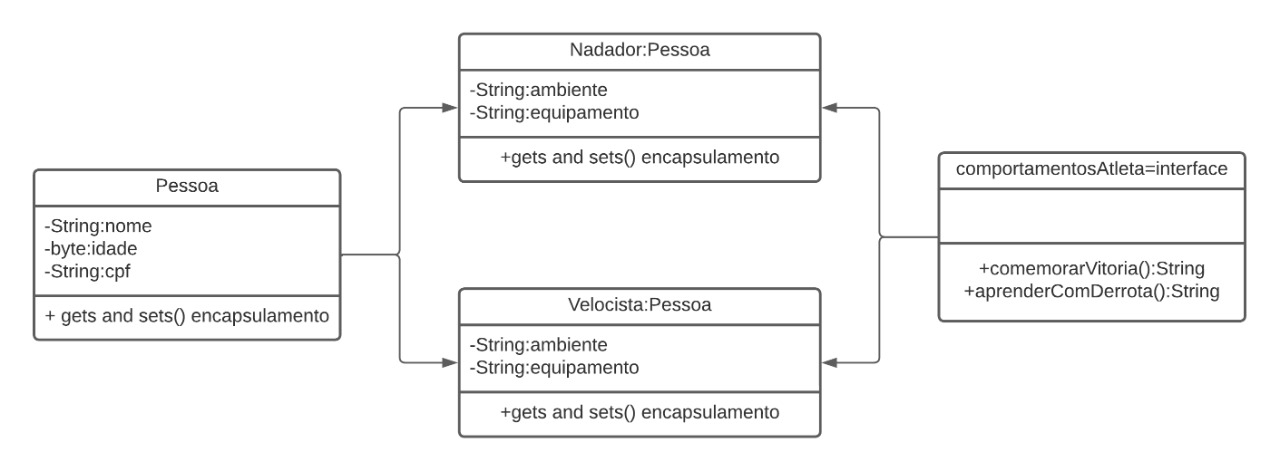 Pessoa
-String:nome
-byte:idade
-String:cpf
+ gets and sets() encapsulamento
Nadador:Pessoa
-String:ambiente
-String:equipamento
+gets and sets() encapsulamento
Velocista:Pessoa
-String:ambiente
-String:equipamento
+gets and sets() encapsulamento
comportamentosAtleta=interface
+comemorarVitoria():String
+aprenderComDerrota():String